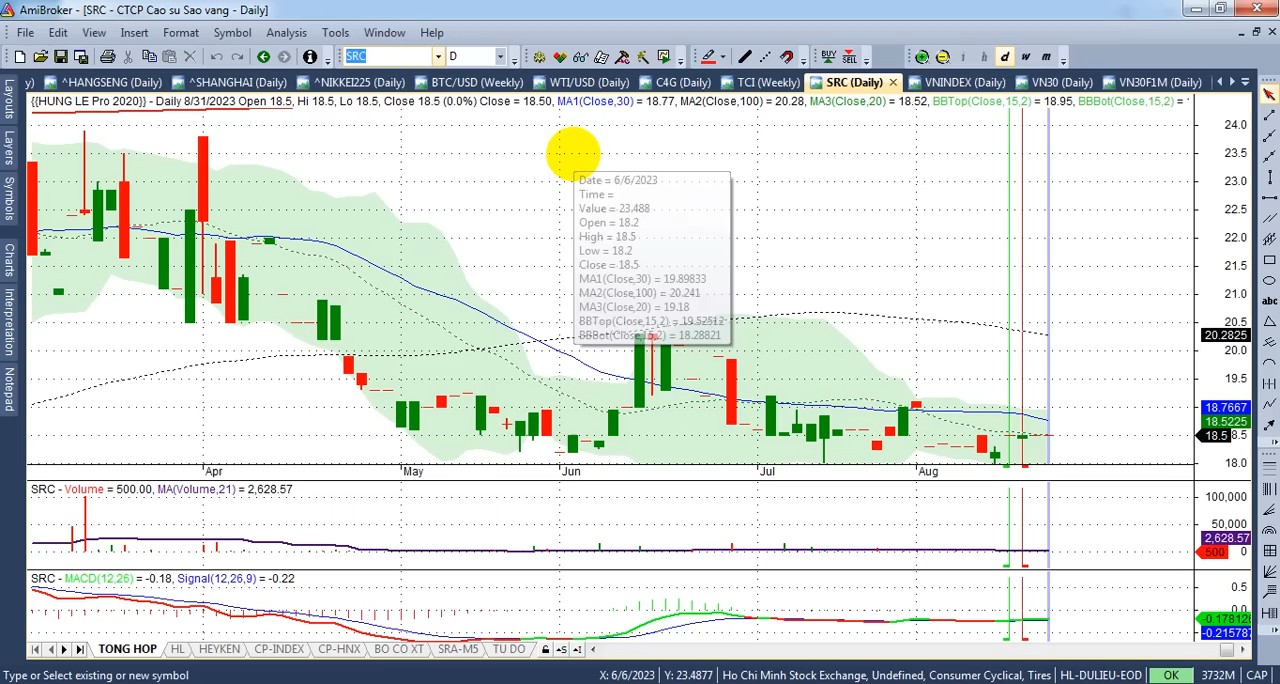 AmiBroker - [SRC - CTCP Cao su Sao vang - Daily]
File Edit View Insert Format Symbol Analysis Tools Window Help
SRC D BUY SELL i h d w m
y) ^HANGSENG (Daily) ^SHANGHAI (Daily) ^NIKKEI225 (Daily) BTC/USD (Weekly) WTI/USD (Daily) C4G (Daily) TCI (Weekly) SRC (Daily) VNINDEX (Daily) VN30 (Daily) VN30F1M (Daily)
{{HUNG LE Pro 2020}} - Daily 8/31/2023 Open 18.5, Hi 18.5, Lo 18.5, Close 18.5 (0.0%) Close = 18.50, MA1(Close,30) = 18.77, MA2(Close,100) = 20.28, MA3(Close,20) = 18.52, BBTop(Close,15,2) = 18.95, BBBot(Close,15,2) =
Layouts
Layers
Symbols
Charts
Interpretation
Notepad
Date = 6/6/2023
Time =
Value = 23.488
Open = 18.2
High = 18.5
Low = 18.2
Close = 18.5
MA1(Close,30) = 19.89833
MA2(Close,100) = 20.241
MA3(Close,20) = 19.18
BBTop(Close,15,2) = 19.52512
BBBot(Close,15,2) = 18.28821
24.0
23.5
23.0
22.5
22.0
21.5
21.0
20.5
20.2825
20.0
19.5
18.7667
18.5225
18.5 8.5
18.0
Apr May Jun Jul Aug
SRC - Volume = 500.00, MA(Volume,21) = 2,628.57
100,000
50,000
2,628.57
500 0
SRC - MACD(12,26) = -0.18, Signal(12,26,9) = -0.22
0.5
0.0
-0.178126
-0.215787
TONG HOP HL HEYKEN CP-INDEX CP-HNX BO CO XT SRA-M5 TU DO
abc
Type or Select existing or new symbol X: 6/6/2023 Y: 23.4877 Ho Chi Minh Stock Exchange, Undefined, Consumer Cyclical, Tires HL-DULIEU-EOD OK 3732M CAP